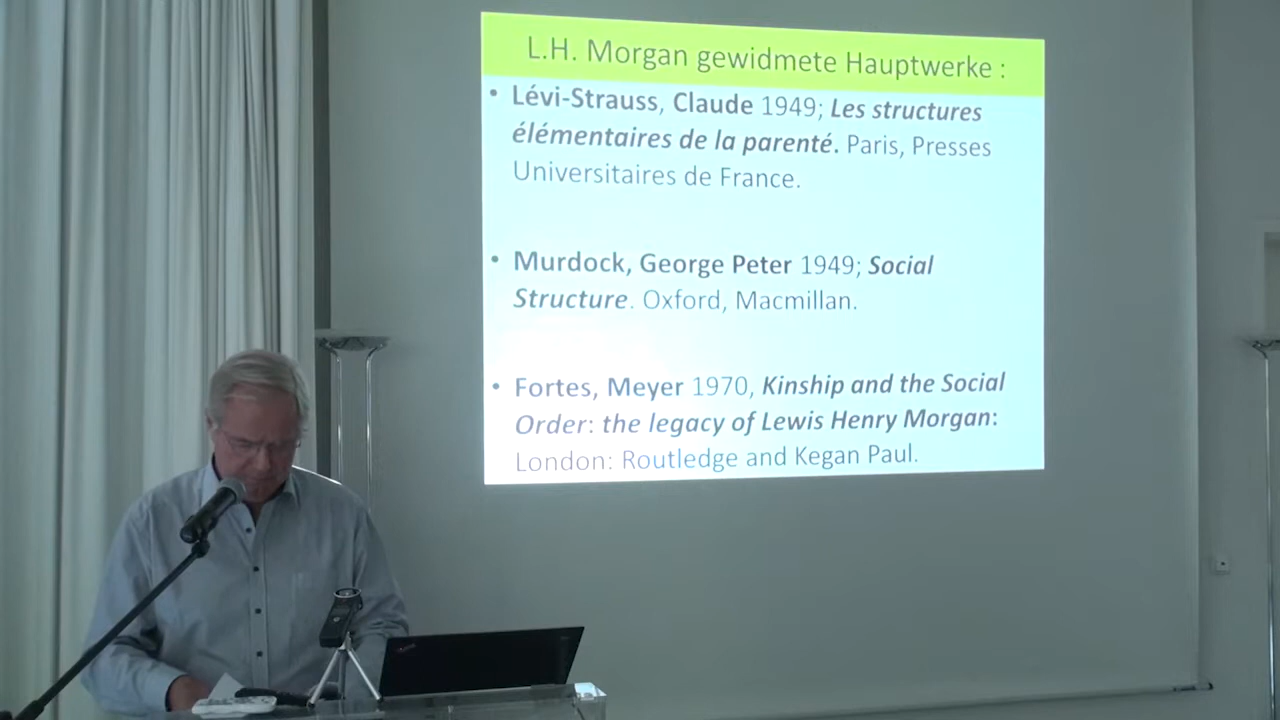 L.H. Morgan gewidmete Hauptwerke :
• Lévi-Strauss, Claude 1949; Les structures
élémentaires de la parenté. Paris, Presses
Universitaires de France.
• Murdock, George Peter 1949; Social
Structure. Oxford, Macmillan.
• Fortes, Meyer 1970, Kinship and the Social
Order: the legacy of Lewis Henry Morgan:
London: Routledge and Kegan Paul.